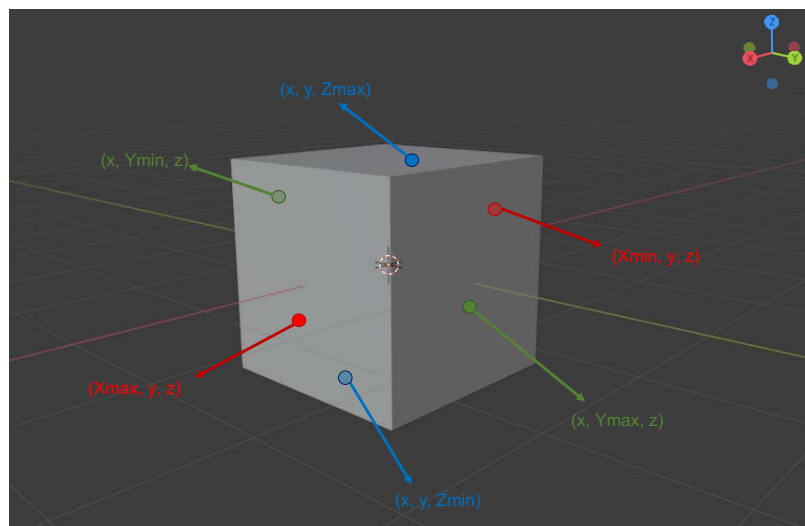 Z
X
Y
(x, y, Zmax)
(x, Ymin, z)
(Xmin, y, z)
(Xmax, y, z)
(x, Ymax, z)
(x, y, Zmin)